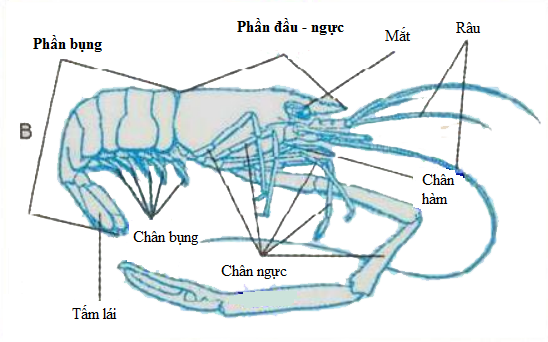 Phần đầu - ngực
Râu
Mắt
Phần bụng
B
Chân
hàm
Chân bụng
Chân ngực
Tấm lái